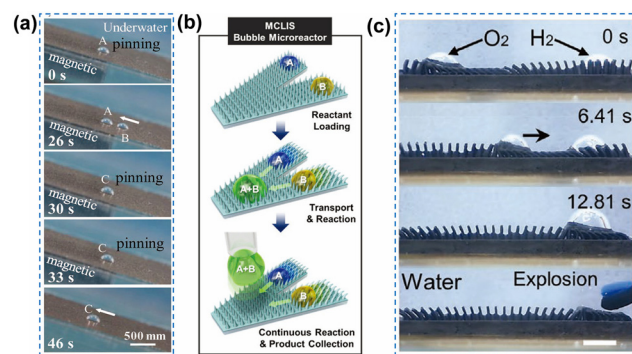 (a)
Underwater
pinning
A
magnetic
0 s
A
B
magnetic
26 s
pinning
C
magnetic
30 s
pinning
C
magnetic
33 s
C
46 s
500 mm
(b)
MCLIS
Bubble Microreactor
A
B
Reactant
Loading
A
A+B
B
Transport
& Reaction
A+B
A
B
Continuous Reaction
& Product Collection
(c)
O2 H2 0 s
6.41 s
12.81 s
Water Explosion